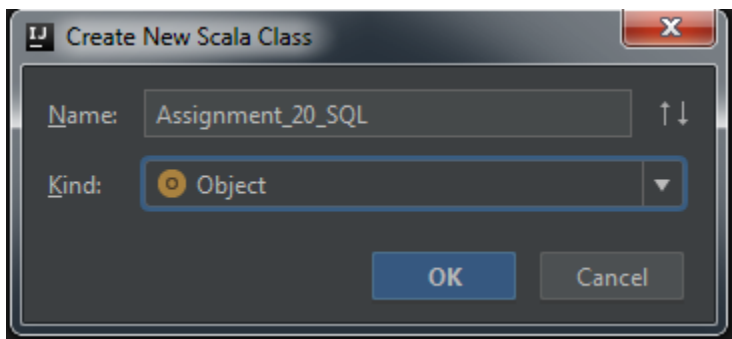 IJ Create New Scala Class
Name: Assignment_20_SQL
Kind: O Object
OK Cancel